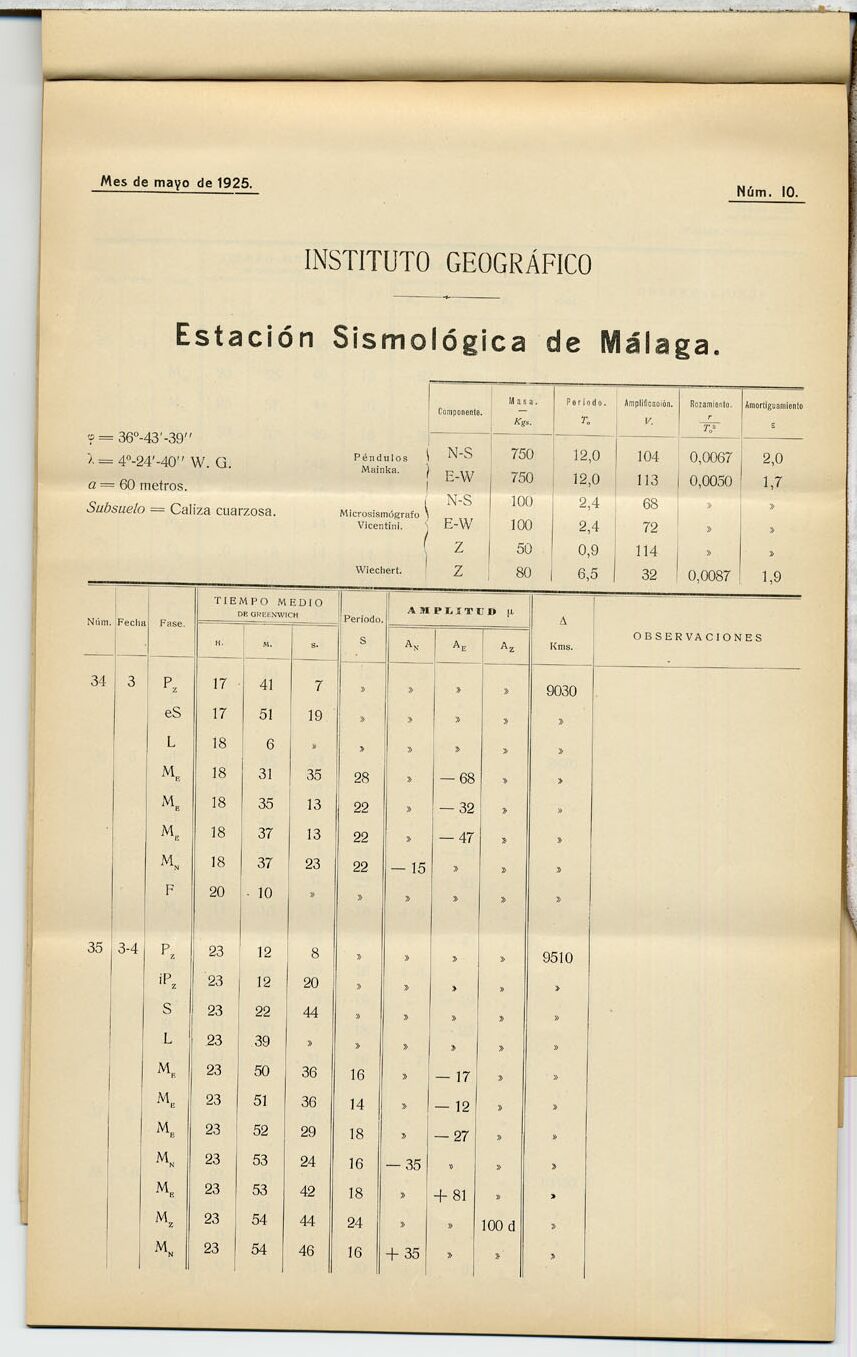 Mes de mayo de 1925.
Núm. 10.
INSTITUTO GEOGRÁFICO
Estación Sismológica de Málaga.
φ = 36º-43'-39''
λ = 4º-24'-40'' W. G.
a = 60 metros.
Subsuelo = Caliza cuarzosa.
Componente. Masa. — Kgs. Período. T₀ Amplificación. V. Rozamiento. r/T₀² Amortiguamiento ε
Péndulos Mainka. N-S 750 12,0 104 0,0067 2,0
E-W 750 12,0 113 0,0050 1,7
Microsismógrafo Vicentini. N-S 100 2,4 68 » »
E-W 100 2,4 72 » »
Z 50 0,9 114 » »
Wiechert. Z 80 6,5 32 0,0087 1,9
Núm. Fecha Fase. TIEMPO MEDIO DE GREENWICH Período. AMPLITUD μ Δ OBSERVACIONES
H. M. S. S A_N A_E A_Z Kms.
34 3 P_z 17 41 7 » » » » 9030
eS 17 51 19 » » » » »
L 18 6 » » » » » »
M_E 18 31 35 28 » — 68 » »
M_E 18 35 13 22 » — 32 » »
M_E 18 37 13 22 » — 47 » »
M_N 18 37 23 22 — 15 » » »
F 20 10 » » » » » »
35 3-4 P_z 23 12 8 » » » » 9510
iP_z 23 12 20 » » » » »
S 23 22 44 » » » » »
L 23 39 » » » » » »
M_E 23 50 36 16 » — 17 » »
M_E 23 51 36 14 » — 12 » »
M_E 23 52 29 18 » — 27 » »
M_N 23 53 24 16 — 35 » » »
M_E 23 53 42 18 » + 81 » »
M_z 23 54 44 24 » » 100 d »
M_N 23 54 46 16 + 35 » » »